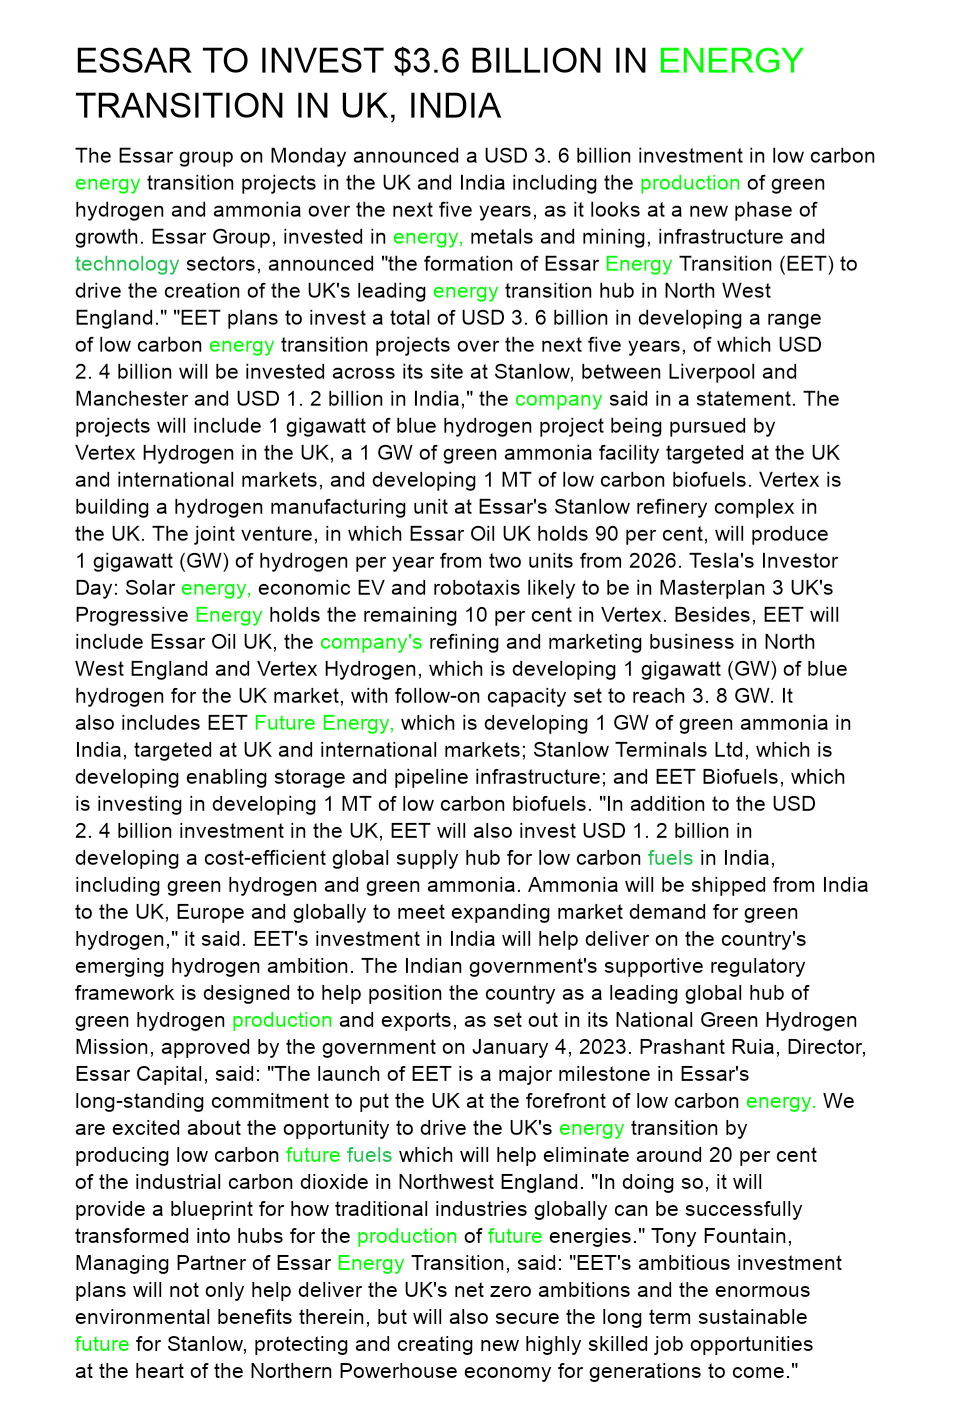 ESSAR TO INVEST $3.6 BILLION IN ENERGY
TRANSITION IN UK, INDIA
The Essar group on Monday announced a USD 3. 6 billion investment in low carbon
energy transition projects in the UK and India including the production of green
hydrogen and ammonia over the next five years, as it looks at a new phase of
growth. Essar Group, invested in energy, metals and mining, infrastructure and
technology sectors, announced "the formation of Essar Energy Transition (EET) to
drive the creation of the UK's leading energy transition hub in North West
England." "EET plans to invest a total of USD 3. 6 billion in developing a range
of low carbon energy transition projects over the next five years, of which USD
2. 4 billion will be invested across its site at Stanlow, between Liverpool and
Manchester and USD 1. 2 billion in India," the company said in a statement. The
projects will include 1 gigawatt of blue hydrogen project being pursued by
Vertex Hydrogen in the UK, a 1 GW of green ammonia facility targeted at the UK
and international markets, and developing 1 MT of low carbon biofuels. Vertex is
building a hydrogen manufacturing unit at Essar's Stanlow refinery complex in
the UK. The joint venture, in which Essar Oil UK holds 90 per cent, will produce
1 gigawatt (GW) of hydrogen per year from two units from 2026. Tesla's Investor
Day: Solar energy, economic EV and robotaxis likely to be in Masterplan 3 UK's
Progressive Energy holds the remaining 10 per cent in Vertex. Besides, EET will
include Essar Oil UK, the company's refining and marketing business in North
West England and Vertex Hydrogen, which is developing 1 gigawatt (GW) of blue
hydrogen for the UK market, with follow-on capacity set to reach 3. 8 GW. It
also includes EET Future Energy, which is developing 1 GW of green ammonia in
India, targeted at UK and international markets; Stanlow Terminals Ltd, which is
developing enabling storage and pipeline infrastructure; and EET Biofuels, which
is investing in developing 1 MT of low carbon biofuels. "In addition to the USD
2. 4 billion investment in the UK, EET will also invest USD 1. 2 billion in
developing a cost-efficient global supply hub for low carbon fuels in India,
including green hydrogen and green ammonia. Ammonia will be shipped from India
to the UK, Europe and globally to meet expanding market demand for green
hydrogen," it said. EET's investment in India will help deliver on the country's
emerging hydrogen ambition. The Indian government's supportive regulatory
framework is designed to help position the country as a leading global hub of
green hydrogen production and exports, as set out in its National Green Hydrogen
Mission, approved by the government on January 4, 2023. Prashant Ruia, Director,
Essar Capital, said: "The launch of EET is a major milestone in Essar's
long-standing commitment to put the UK at the forefront of low carbon energy. We
are excited about the opportunity to drive the UK's energy transition by
producing low carbon future fuels which will help eliminate around 20 per cent
of the industrial carbon dioxide in Northwest England. "In doing so, it will
provide a blueprint for how traditional industries globally can be successfully
transformed into hubs for the production of future energies." Tony Fountain,
Managing Partner of Essar Energy Transition, said: "EET's ambitious investment
plans will not only help deliver the UK's net zero ambitions and the enormous
environmental benefits therein, but will also secure the long term sustainable
future for Stanlow, protecting and creating new highly skilled job opportunities
at the heart of the Northern Powerhouse economy for generations to come."